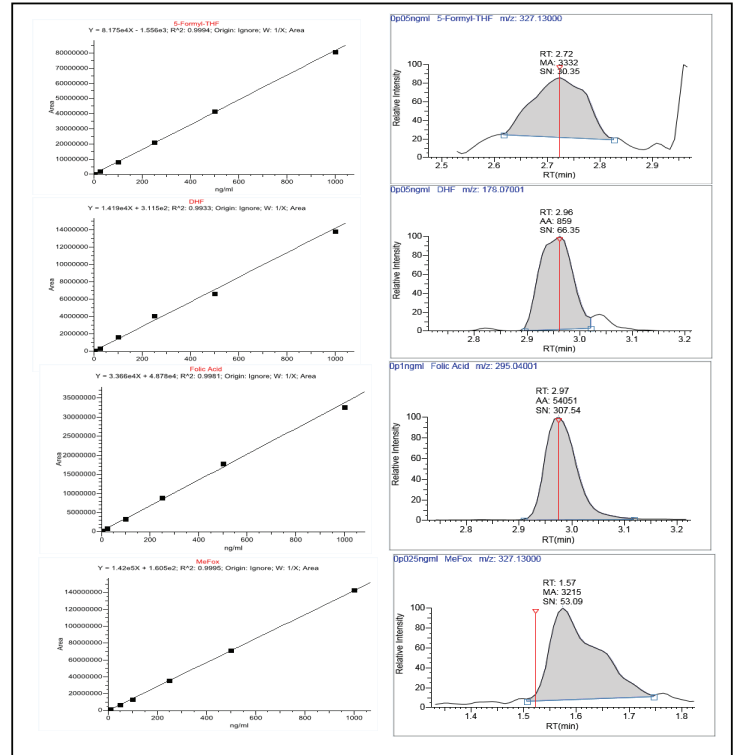 5-Formyl-THF
Y = 8.175e4X - 1.556e3; R^2: 0.9994; Origin: Ignore; W: 1/X; Area
80000000
70000000
60000000
50000000
40000000
30000000
20000000
10000000
0
Area
200 400 600 800 1000
ng/ml
0p05ngml 5-Formyl-THF m/z: 327.13000
RT: 2.72
MA: 3332
SN: 30.35
100
80
60
40
20
0
Relative Intensity
2.5 2.6 2.7 2.8 2.9
RT(min)
DHF
Y = 1.419e4X + 3.115e2; R^2: 0.9933; Origin: Ignore; W: 1/X; Area
14000000
12000000
10000000
8000000
6000000
4000000
2000000
0
Area
0 200 400 600 800 1000
ng/ml
0p05ngml DHF m/z: 178.07001
RT: 2.96
AA: 859
SN: 66.35
100
80
60
40
20
0
Relative Intensity
2.8 2.9 3.0 3.1 3.2
RT(min)
Folic Acid
Y = 3.366e4X + 4.878e4; R^2: 0.9981; Origin: Ignore; W: 1/X; Area
35000000
30000000
25000000
20000000
15000000
10000000
5000000
0
Area
0 200 400 600 800 1000
ng/ml
0p1ngml Folic Acid m/z: 295.04001
RT: 2.97
AA: 54051
SN: 307.54
100
80
60
40
20
0
Relative Intensity
2.8 2.9 3.0 3.1 3.2
RT(min)
MeFox
Y = 1.42e5X + 1.605e2; R^2: 0.9995; Origin: Ignore; W: 1/X; Area
140000000
120000000
100000000
80000000
60000000
40000000
20000000
0
Area
0 200 400 600 800 1000
ng/ml
0p025ngml MeFox m/z: 327.13000
RT: 1.57
MA: 3215
SN: 53.09
100
80
60
40
20
0
Relative Intensity
1.4 1.5 1.6 1.7 1.8
RT(min)